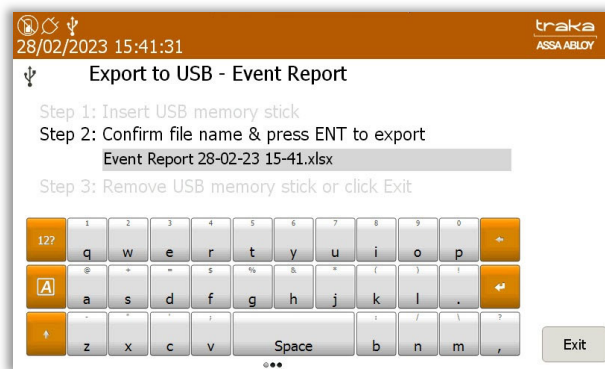 28/02/2023 15:41:31
traka
ASSA ABLOY
Export to USB - Event Report
Step 1: Insert USB memory stick
Step 2: Confirm file name & press ENT to export
Event Report 28-02-23 15-41.xlsx
Step 3: Remove USB memory stick or click Exit
1 2 3 4 5 6 7 8 9 0
12? q w e r t y u i o p
@ + = $ % & * ( ) !
A a s d f g h j k l .
- " ' ; : / \ ?
z x c v Space b n m ,
Exit